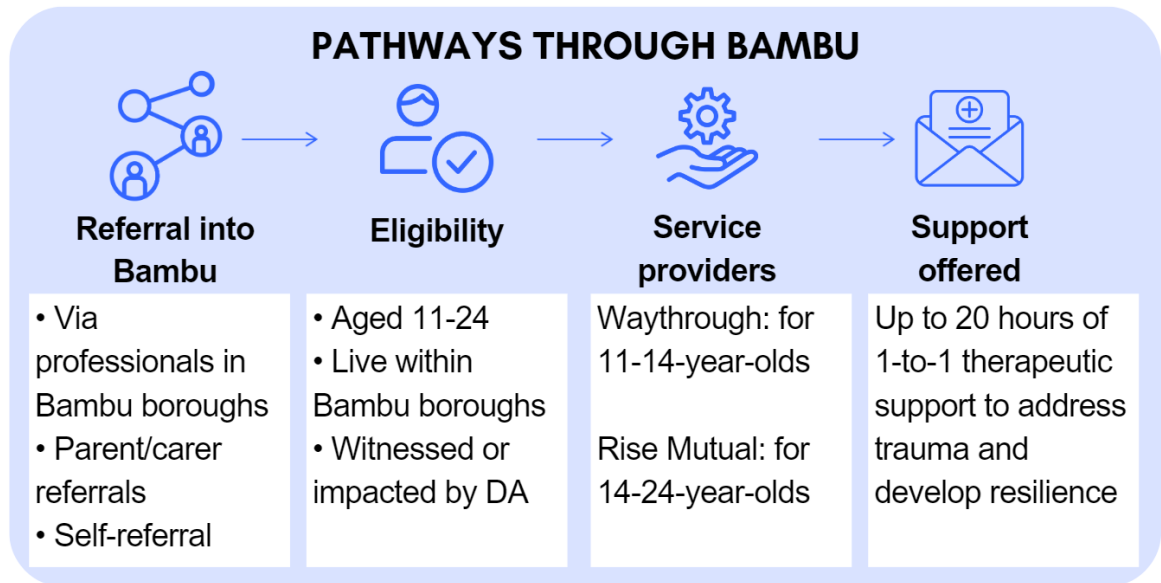 PATHWAYS THROUGH BAMBU
Referral into
Bambu
• Via
professionals in
Bambu boroughs
• Parent/carer
referrals
• Self-referral
Eligibility
• Aged 11-24
• Live within
Bambu boroughs
• Witnessed or
impacted by DA
Service
providers
Waythrough: for
11-14-year-olds
Rise Mutual: for
14-24-year-olds
Support
offered
Up to 20 hours of
1-to-1 therapeutic
support to address
trauma and
develop resilience